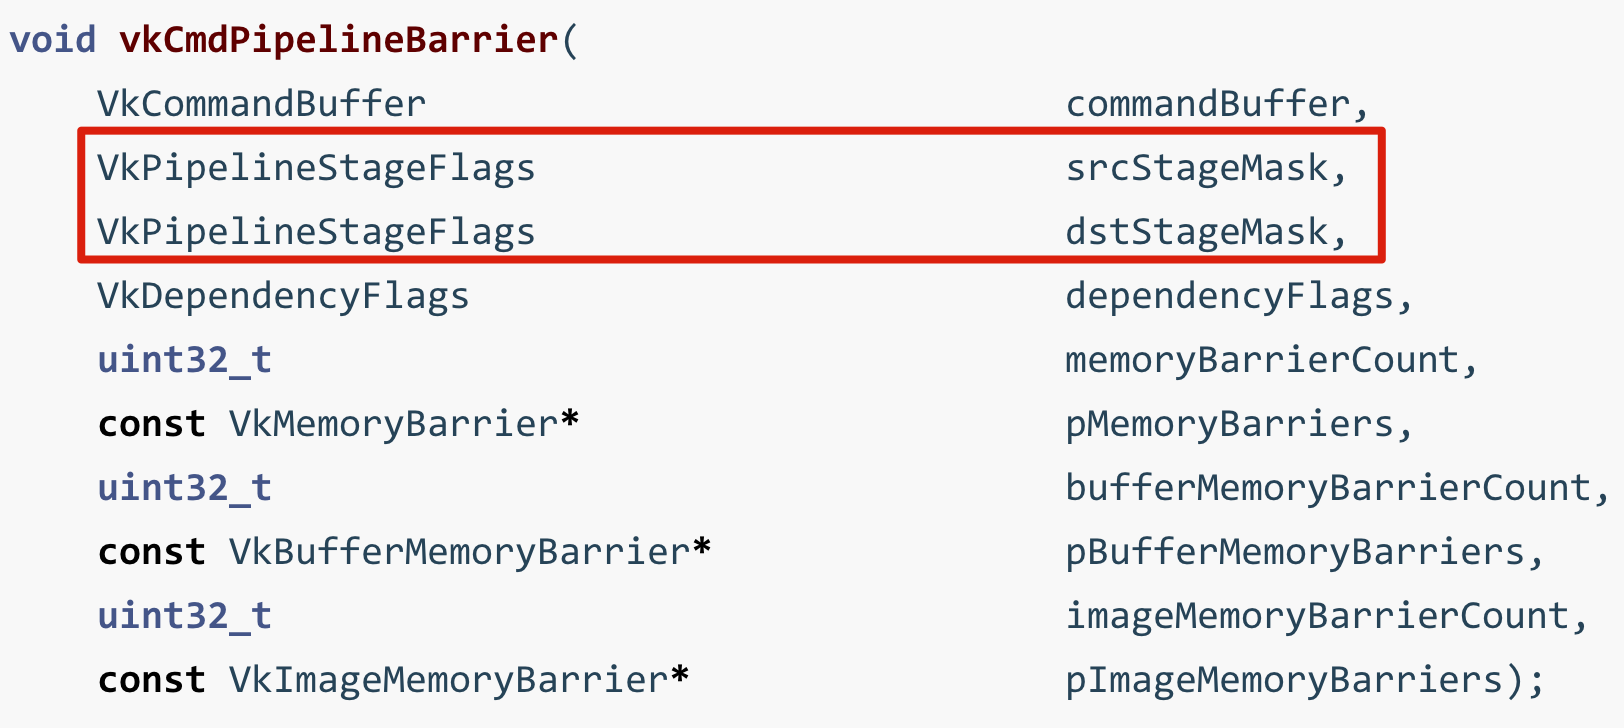 void vkCmdPipelineBarrier(
VkCommandBuffer commandBuffer,
VkPipelineStageFlags srcStageMask,
VkPipelineStageFlags dstStageMask,
VkDependencyFlags dependencyFlags,
uint32_t memoryBarrierCount,
const VkMemoryBarrier* pMemoryBarriers,
uint32_t bufferMemoryBarrierCount,
const VkBufferMemoryBarrier* pBufferMemoryBarriers,
uint32_t imageMemoryBarrierCount,
const VkImageMemoryBarrier* pImageMemoryBarriers);